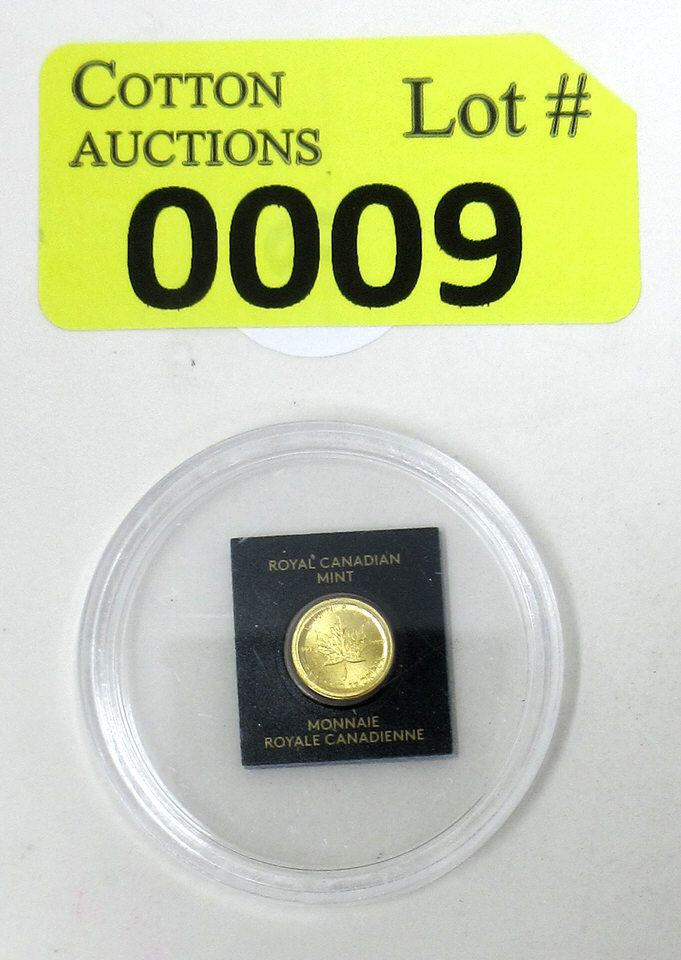 COTTON
AUCTIONS
Lot #
0009
ROYAL CANADIAN
MINT
MONNAIE
ROYALE CANADIENNE